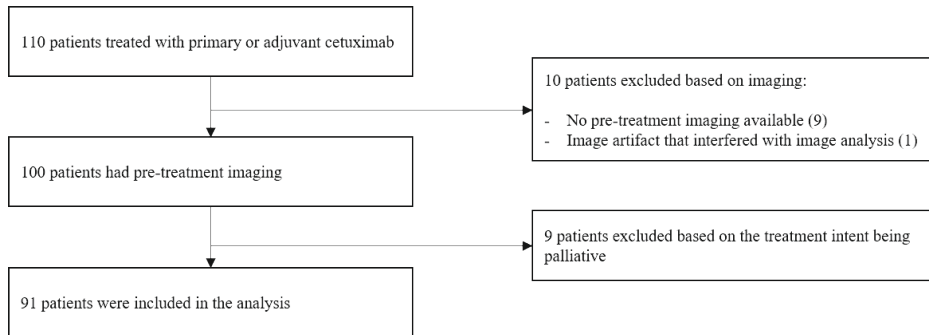 110 patients treated with primary or adjuvant cetuximab
10 patients excluded based on imaging:
- No pre-treatment imaging available (9)
- Image artifact that interfered with image analysis (1)
100 patients had pre-treatment imaging
9 patients excluded based on the treatment intent being
palliative
91 patients were included in the analysis